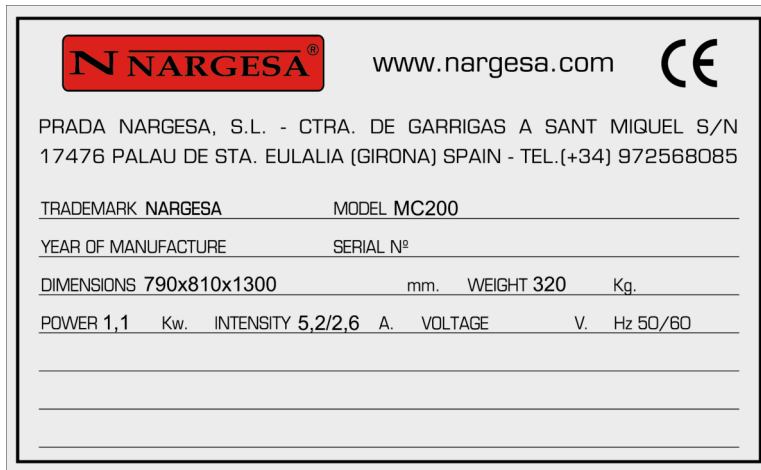 N NARGESA® www.nargesa.com CE
PRADA NARGESA, S.L. - CTRA. DE GARRIGAS A SANT MIQUEL S/N
17476 PALAU DE STA. EULALIA (GIRONA) SPAIN - TEL.(+34) 972568085
TRADEMARK NARGESA MODEL MC200
YEAR OF MANUFACTURE SERIAL Nº
DIMENSIONS 790x810x1300 mm. WEIGHT 320 Kg.
POWER 1,1 Kw. INTENSITY 5,2/2,6 A. VOLTAGE V. Hz 50/60